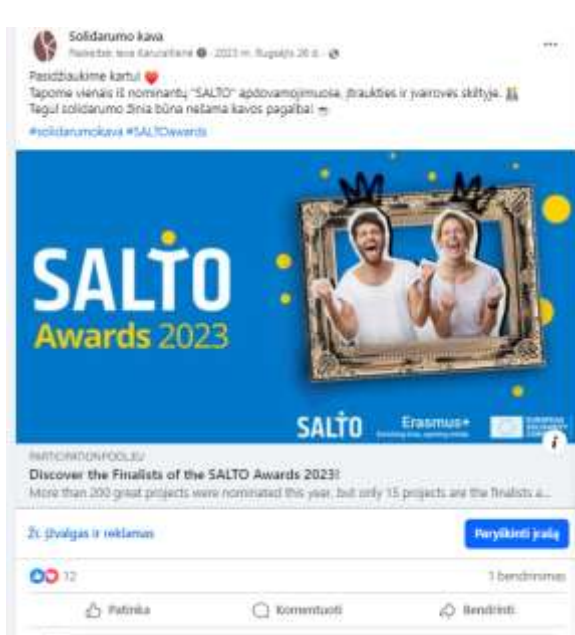 Solidarumo kava
2023 m. Rugsėjis 26 d.
Pasidžiaukime kartu!
Tapome vienais iš nominantų "SALTO" apdovamojimuose, įtraukties ir įvairovės skiltyje.
Tegul solidarumo žinia būna nešama kavos pagalba!
#solidarumokava #SALTOawards
SALTO
Awards 2023
SALTO
Erasmus+
PARTICIPATIONPOOL.EU
Discover the Finalists of the SALTO Awards 2023!
More than 200 great projects were nominated this year, but only 15 projects are the finalists a...
Žr. įžvalgas ir reklamas
Paryškinti įrašą
12
1 bendrinimas
Patinka
Komentuoti
Bendrinti